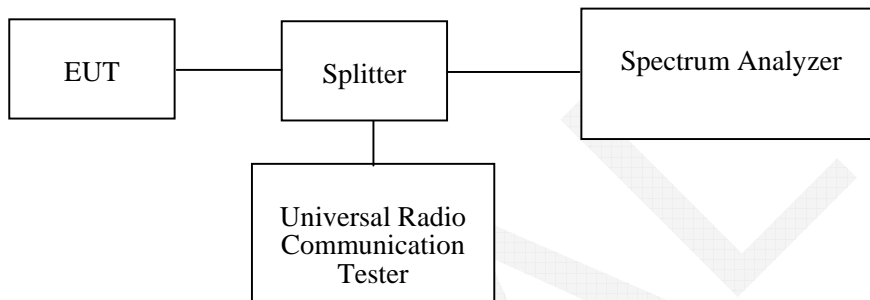 EUT
Splitter
Spectrum Analyzer
Universal Radio
Communication
Tester